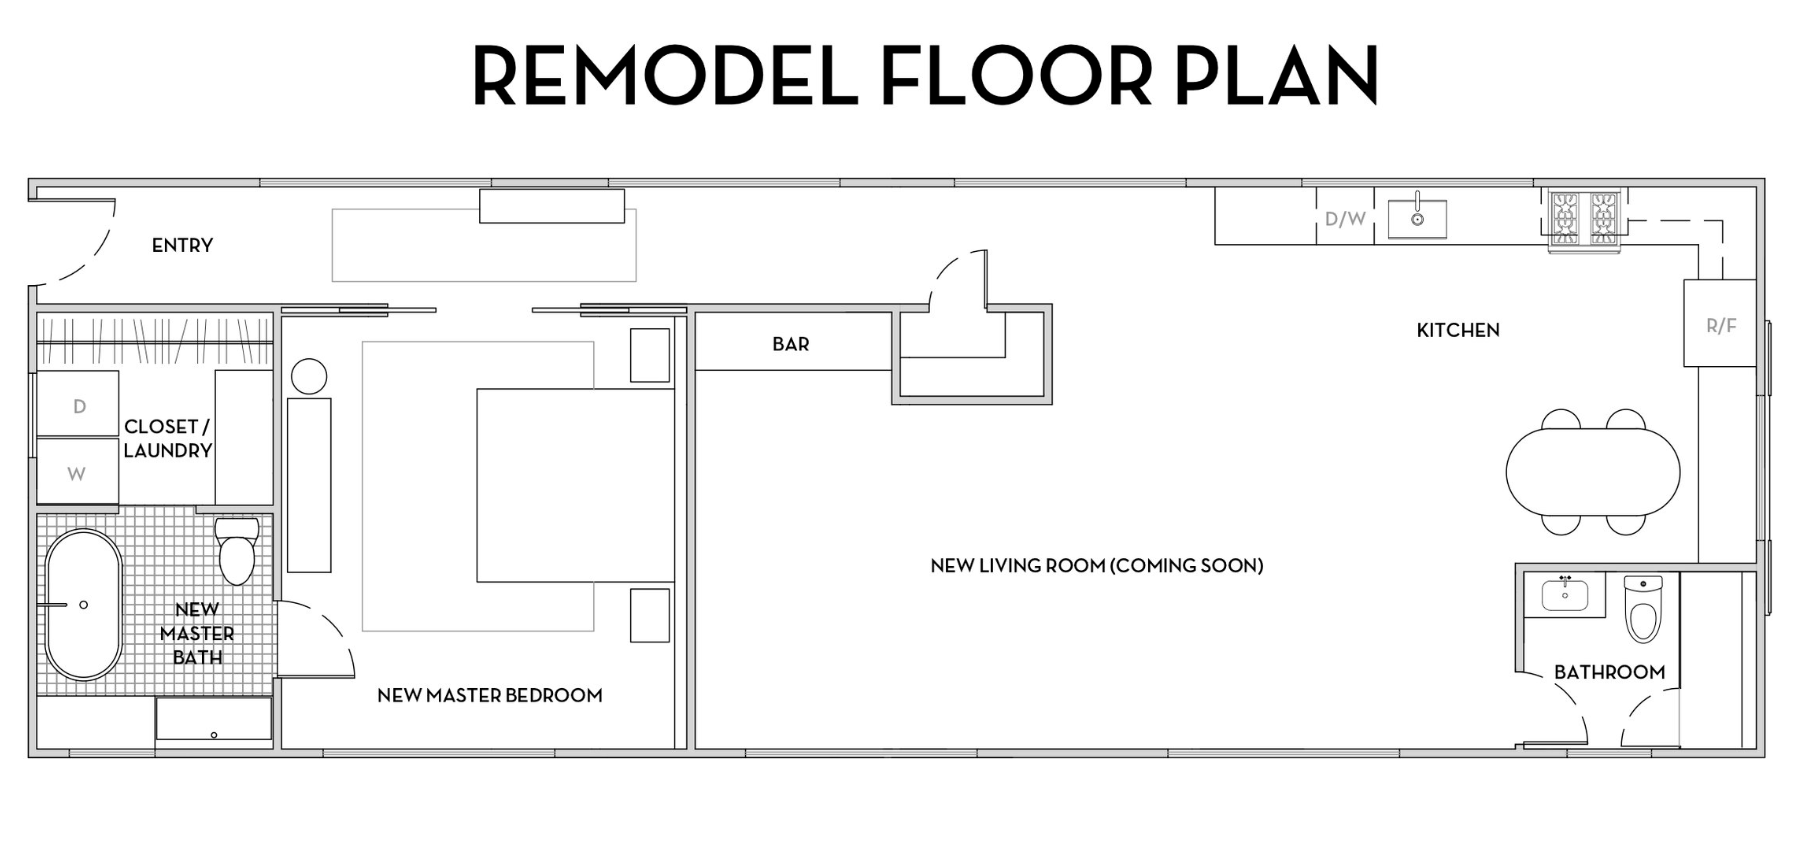 REMODEL FLOOR PLAN
ENTRY
D/W
R/F
KITCHEN
BAR
D
CLOSET /
LAUNDRY
W
NEW LIVING ROOM (COMING SOON)
NEW
MASTER
BATH
NEW MASTER BEDROOM
BATHROOM